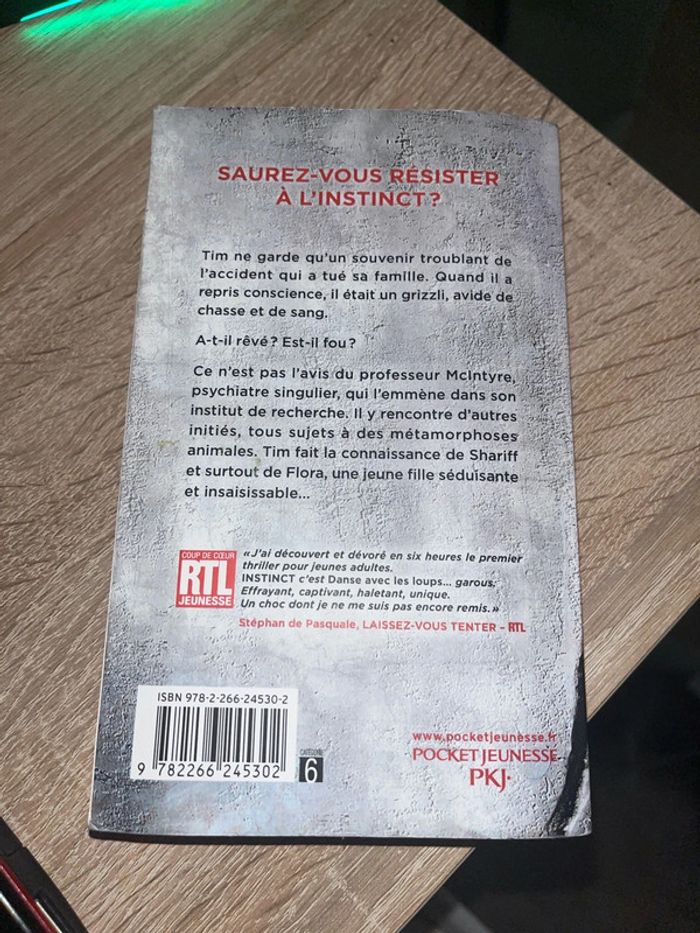 SAUREZ-VOUS RÉSISTER
À L'INSTINCT ?
Tim ne garde qu'un souvenir troublant de
l'accident qui a tué sa famille. Quand il a
repris conscience, il était un grizzli, avide de
chasse et de sang.
A-t-il rêvé ? Est-il fou ?
Ce n'est pas l'avis du professeur McIntyre,
psychiatre singulier, qui l'emmène dans son
institut de recherche. Il y rencontre d'autres
initiés, tous sujets à des métamorphoses
animales. Tim fait la connaissance de Shariff
et surtout de Flora, une jeune fille séduisante
et insaisissable...
COUP DE CŒUR
RTL
JEUNESSE
« J'ai découvert et dévoré en six heures le premier
thriller pour jeunes adultes.
INSTINCT c'est Danse avec les loups... garous.
Effrayant, captivant, haletant, unique.
Un choc dont je ne me suis pas encore remis. »
Stéphan de Pasquale, LAISSEZ-VOUS TENTER – RTL
ISBN 978-2-266-24530-2
9 782266 245302
CATÉGORIE
6
www.pocketjeunesse.fr
POCKET JEUNESSE
PKJ·